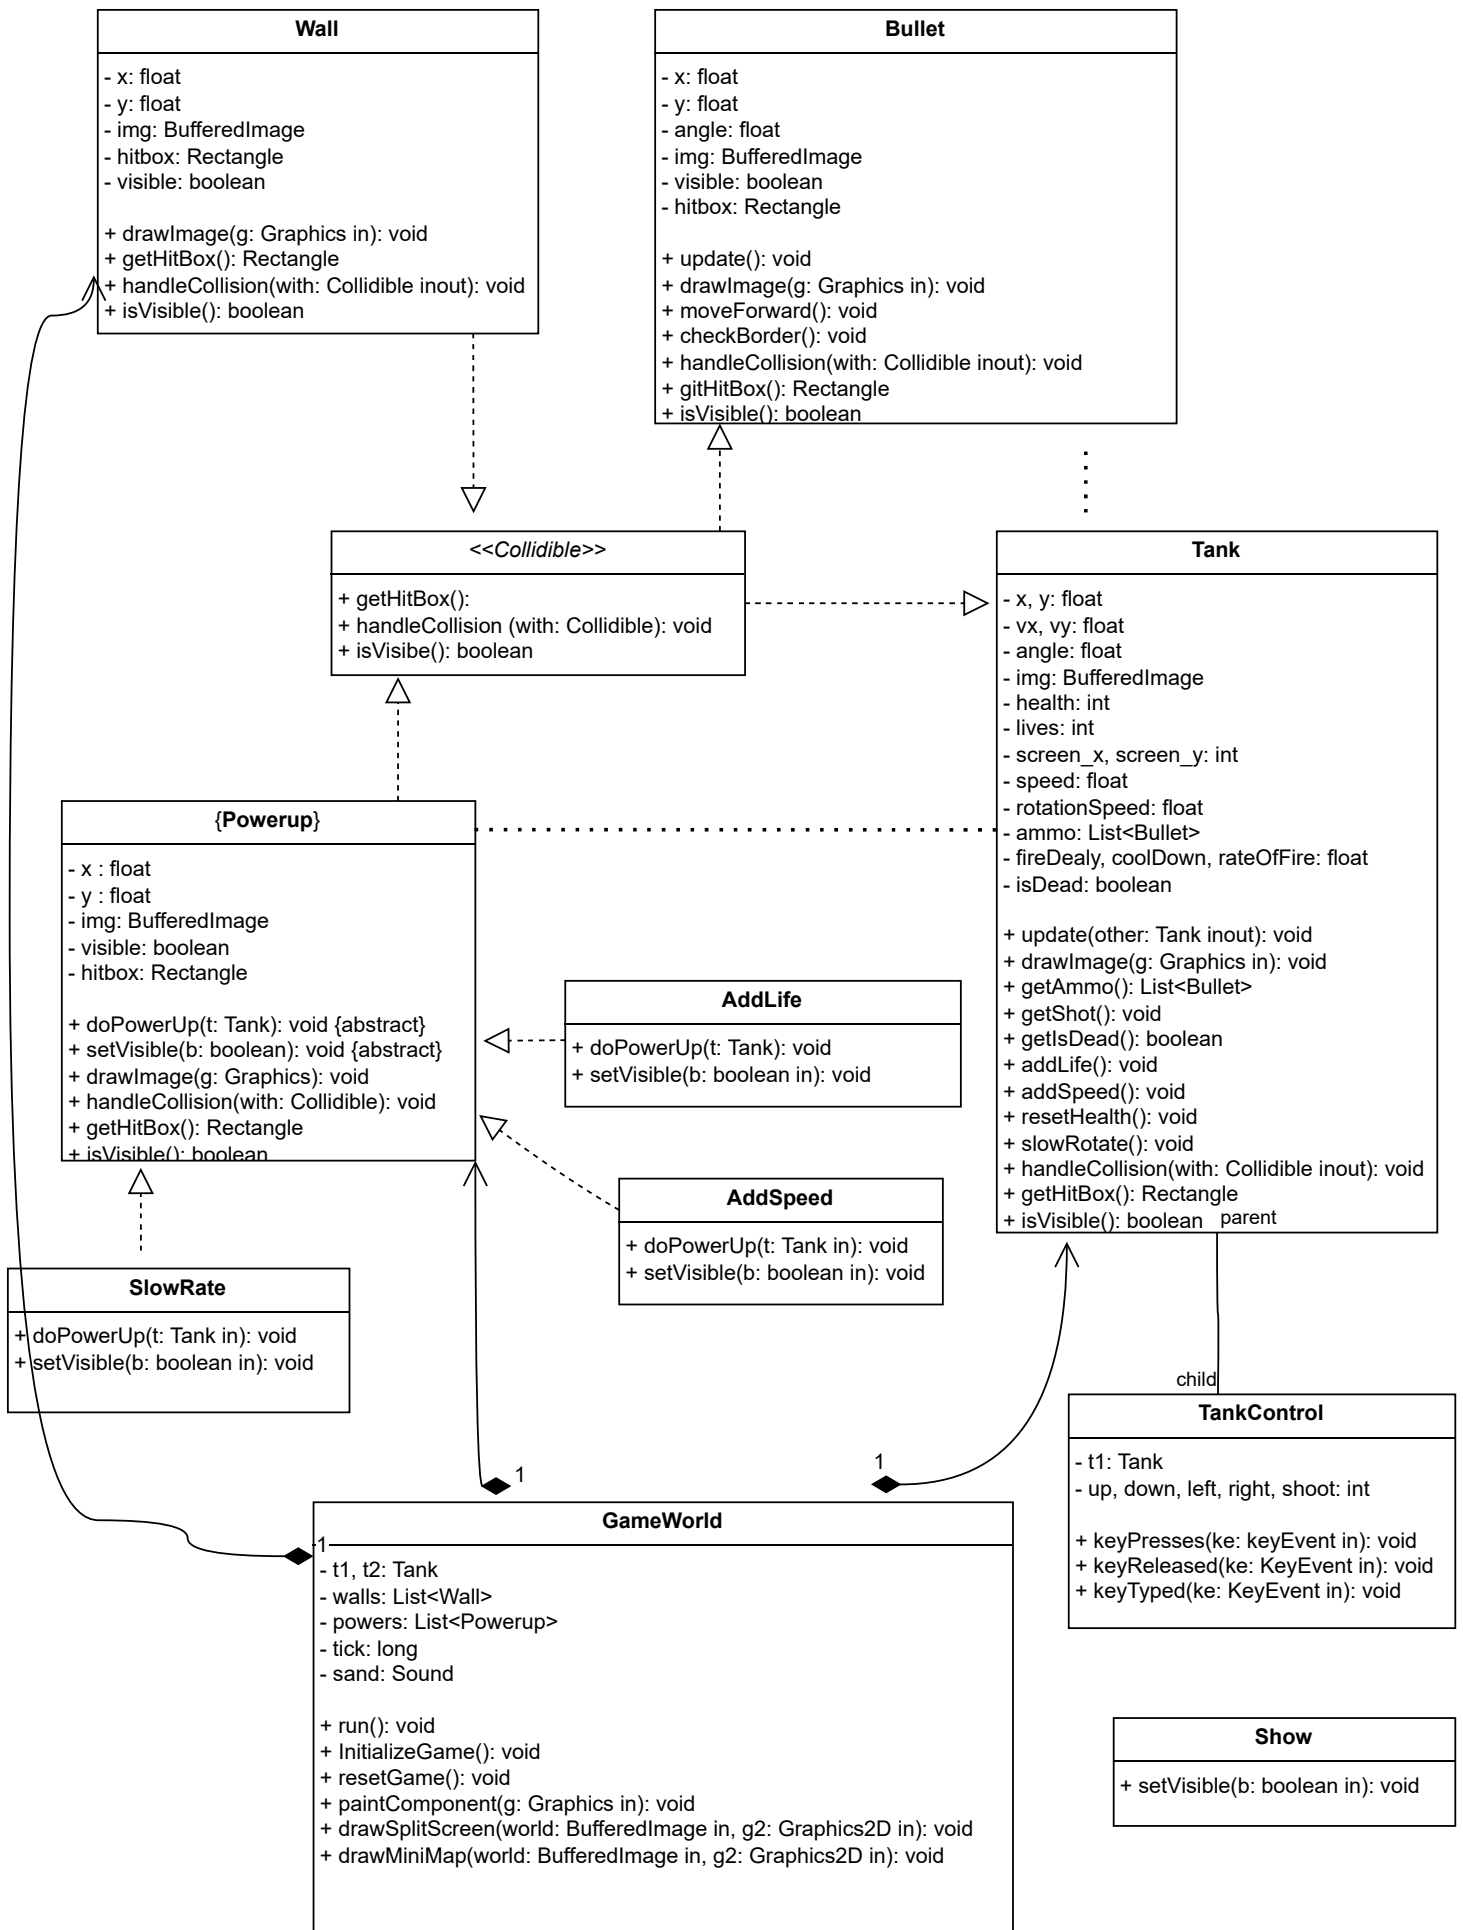 Wall
- x: float
- y: float
- img: BufferedImage
- hitbox: Rectangle
- visible: boolean
+ drawImage(g: Graphics in): void
+ getHitBox(): Rectangle
+ handleCollision(with: Collidible inout): void
+ isVisible(): boolean
Bullet
- x: float
- y: float
- angle: float
- img: BufferedImage
- visible: boolean
- hitbox: Rectangle
+ update(): void
+ drawImage(g: Graphics in): void
+ moveForward(): void
+ checkBorder(): void
+ handleCollision(with: Collidible inout): void
+ gitHitBox(): Rectangle
+ isVisible(): boolean
<<Collidible>>
+ getHitBox():
+ handleCollision (with: Collidible): void
+ isVisibe(): boolean
Tank
- x, y: float
- vx, vy: float
- angle: float
- img: BufferedImage
- health: int
- lives: int
- screen_x, screen_y: int
- speed: float
- rotationSpeed: float
- ammo: List<Bullet>
- fireDealy, coolDown, rateOfFire: float
- isDead: boolean
+ update(other: Tank inout): void
+ drawImage(g: Graphics in): void
+ getAmmo(): List<Bullet>
+ getShot(): void
+ getIsDead(): boolean
+ addLife(): void
+ addSpeed(): void
+ resetHealth(): void
+ slowRotate(): void
+ handleCollision(with: Collidible inout): void
+ getHitBox(): Rectangle
+ isVisible(): boolean
parent
{Powerup}
- x : float
- y : float
- img: BufferedImage
- visible: boolean
- hitbox: Rectangle
+ doPowerUp(t: Tank): void {abstract}
+ setVisible(b: boolean): void {abstract}
+ drawImage(g: Graphics): void
+ handleCollision(with: Collidible): void
+ getHitBox(): Rectangle
+ isVisible(): boolean
AddLife
+ doPowerUp(t: Tank): void
+ setVisible(b: boolean in): void
AddSpeed
+ doPowerUp(t: Tank in): void
+ setVisible(b: boolean in): void
SlowRate
+ doPowerUp(t: Tank in): void
+ setVisible(b: boolean in): void
child
TankControl
- t1: Tank
- up, down, left, right, shoot: int
+ keyPresses(ke: keyEvent in): void
+ keyReleased(ke: KeyEvent in): void
+ keyTyped(ke: KeyEvent in): void
1
1
GameWorld
1
- t1, t2: Tank
- walls: List<Wall>
- powers: List<Powerup>
- tick: long
- sand: Sound
+ run(): void
+ InitializeGame(): void
+ resetGame(): void
+ paintComponent(g: Graphics in): void
+ drawSplitScreen(world: BufferedImage in, g2: Graphics2D in): void
+ drawMiniMap(world: BufferedImage in, g2: Graphics2D in): void
Show
+ setVisible(b: boolean in): void